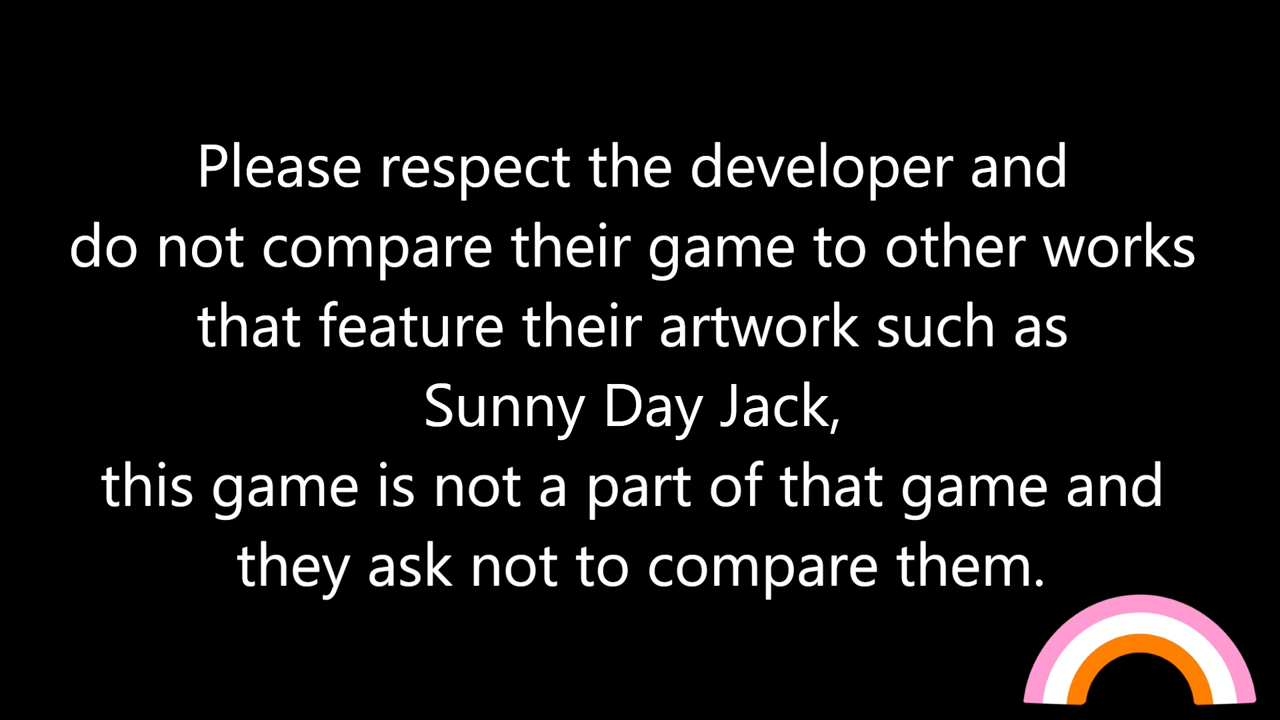 Please respect the developer and
do not compare their game to other works
that feature their artwork such as
Sunny Day Jack,
this game is not a part of that game and
they ask not to compare them.